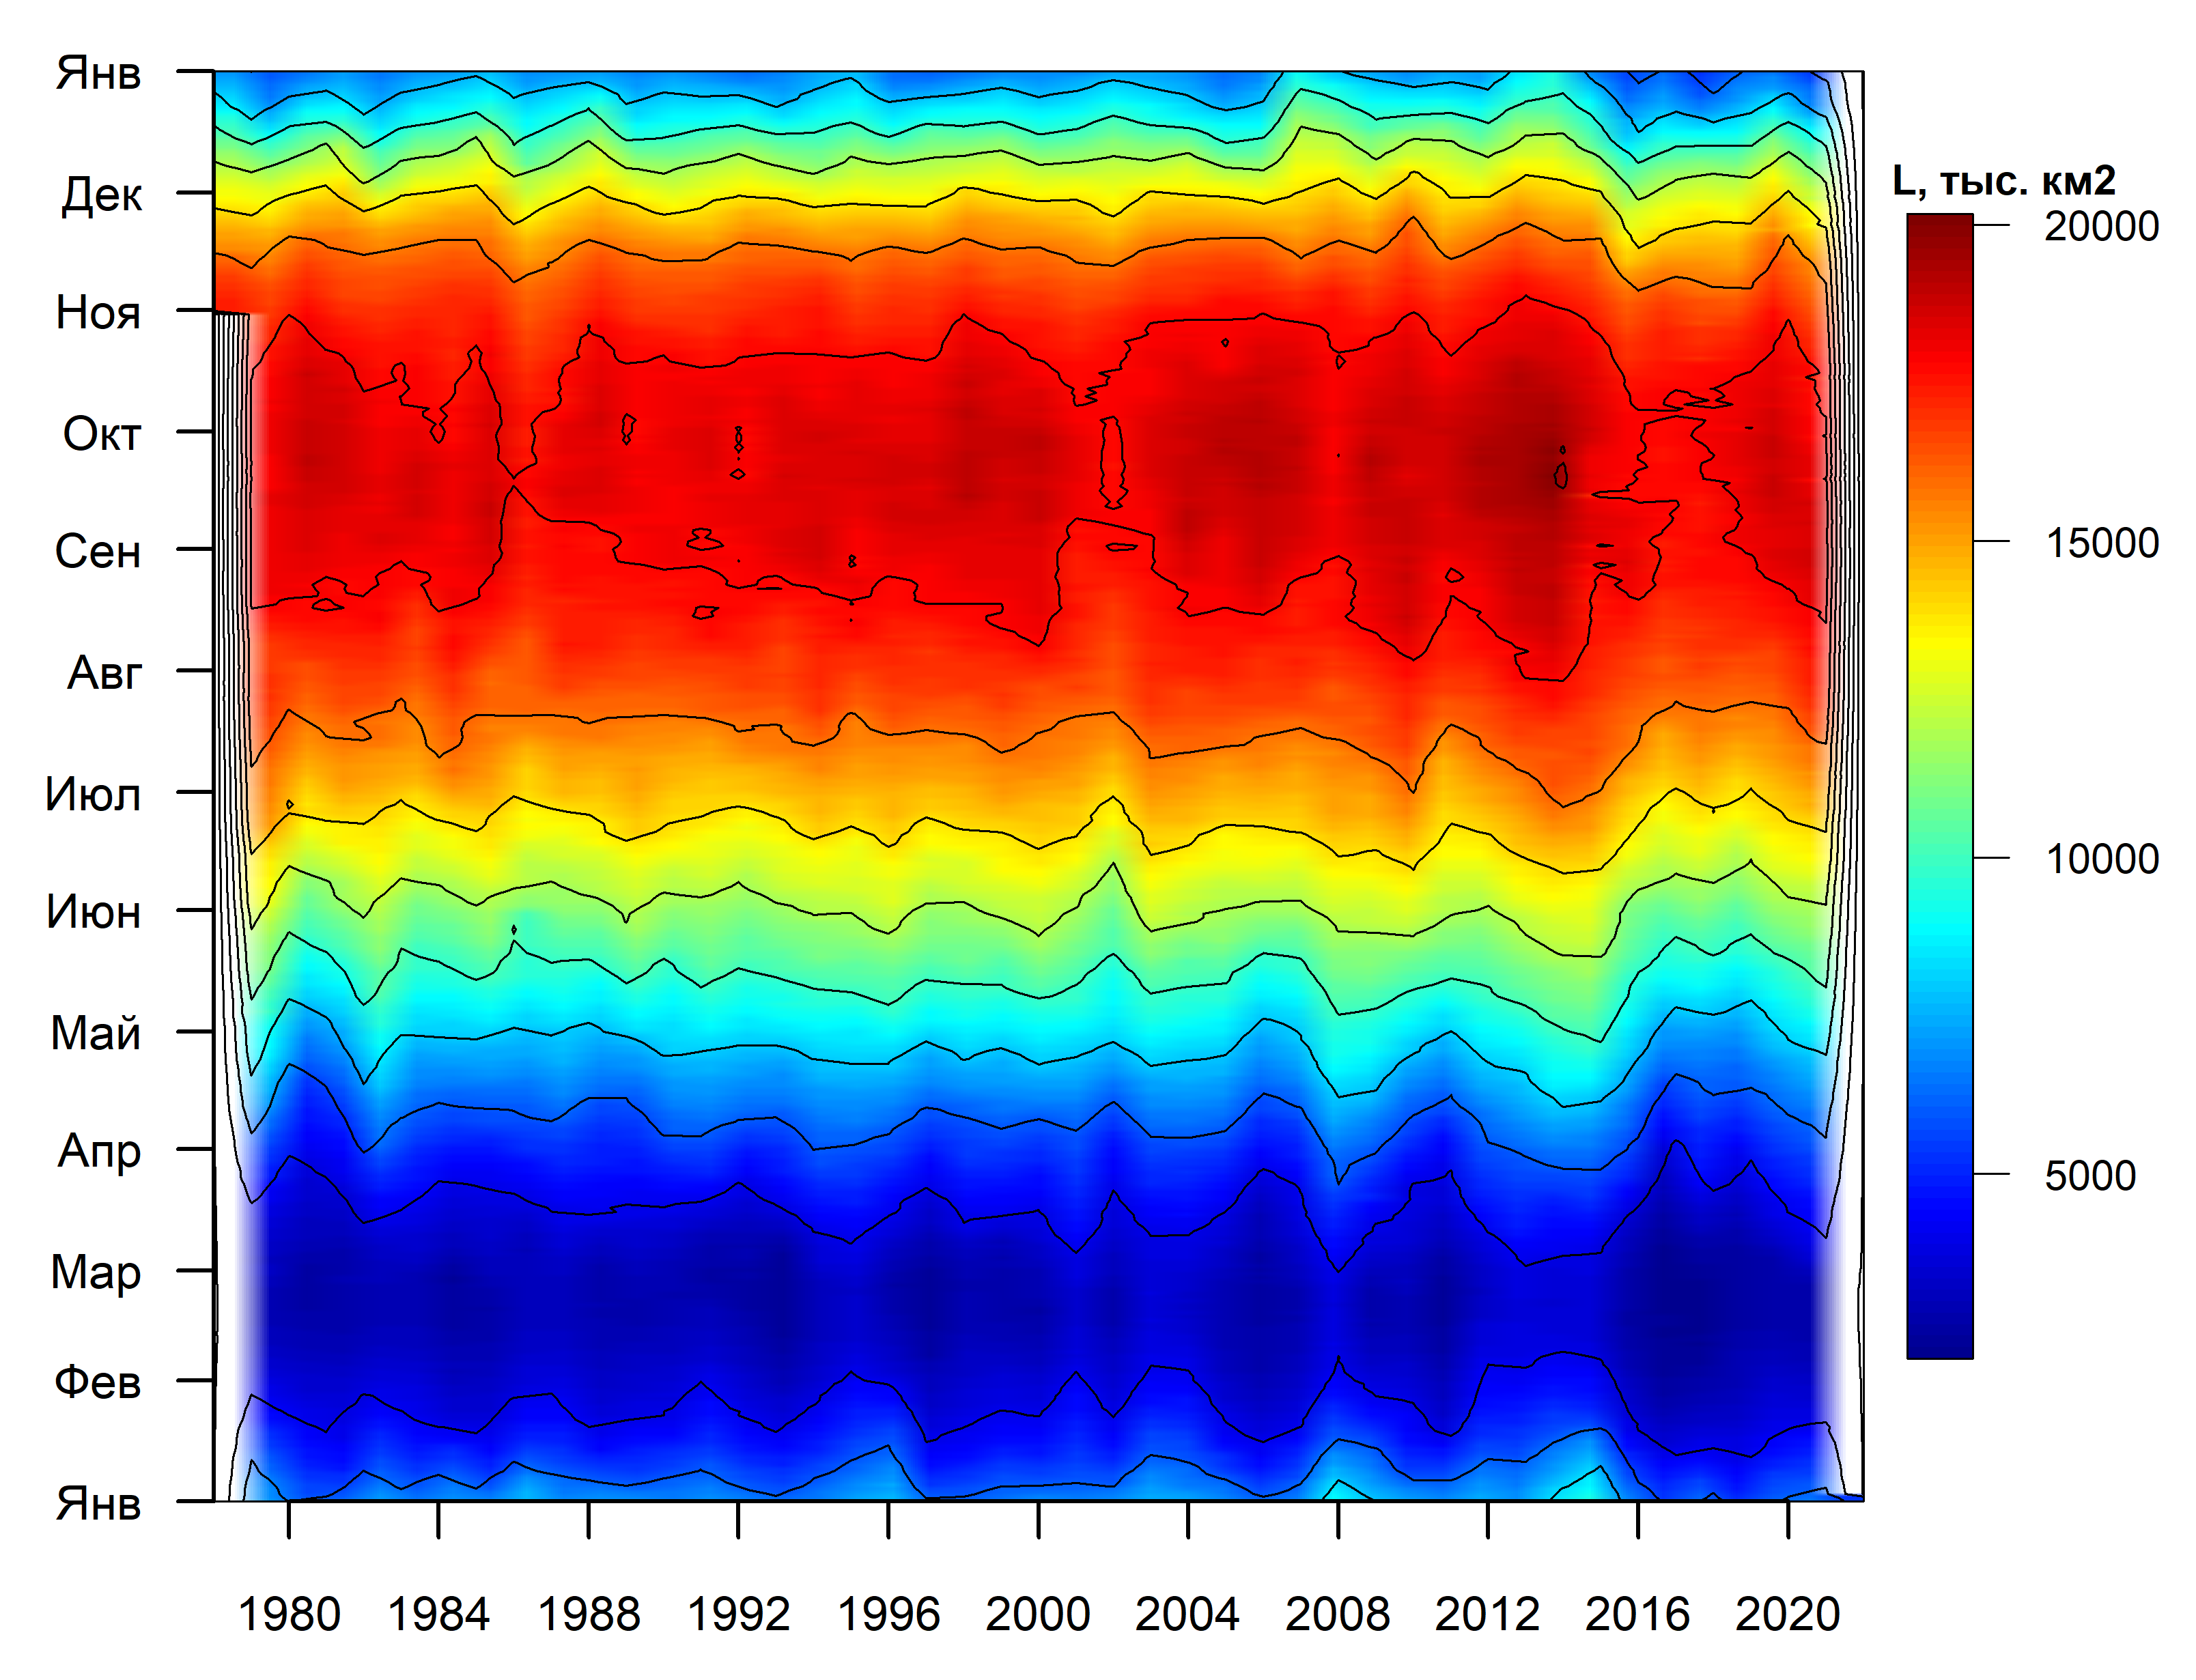 Янв
Дек
Ноя
Окт
Сен
Авг
Июл
Июн
Май
Апр
Мар
Фев
Янв
1980 1984 1988 1992 1996 2000 2004 2008 2012 2016 2020
L, тыс. км2
20000
15000
10000
5000